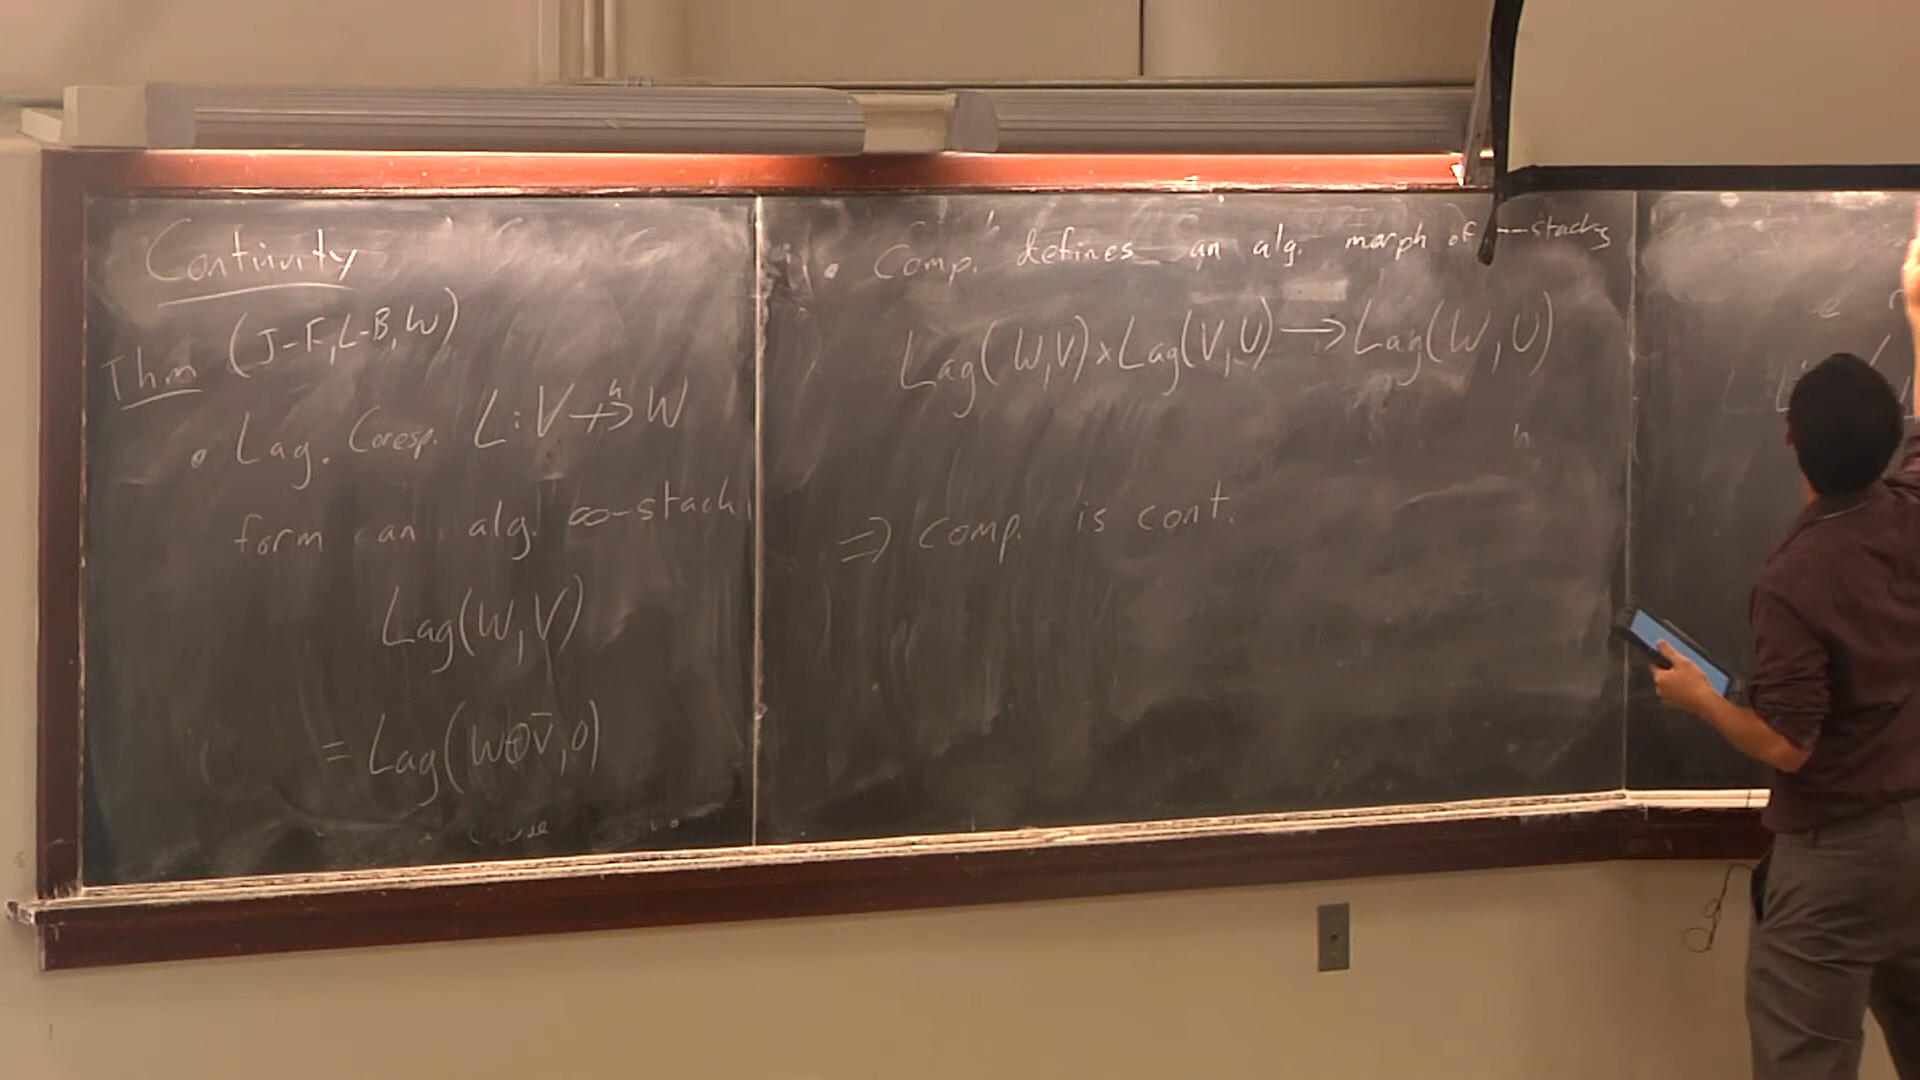 Continuity
Thm (J-F, L-B, W)
• Lag. Coresp. L: V ↛ʰ W
form an alg. ∞-stack
Lag(W,V)
= Lag(W⊕V̄,0)
• Comp. defines an alg. morph of -stacks
Lag(W,V)×Lag(V,U)→Lag(W,U)
⇒ comp. is cont.